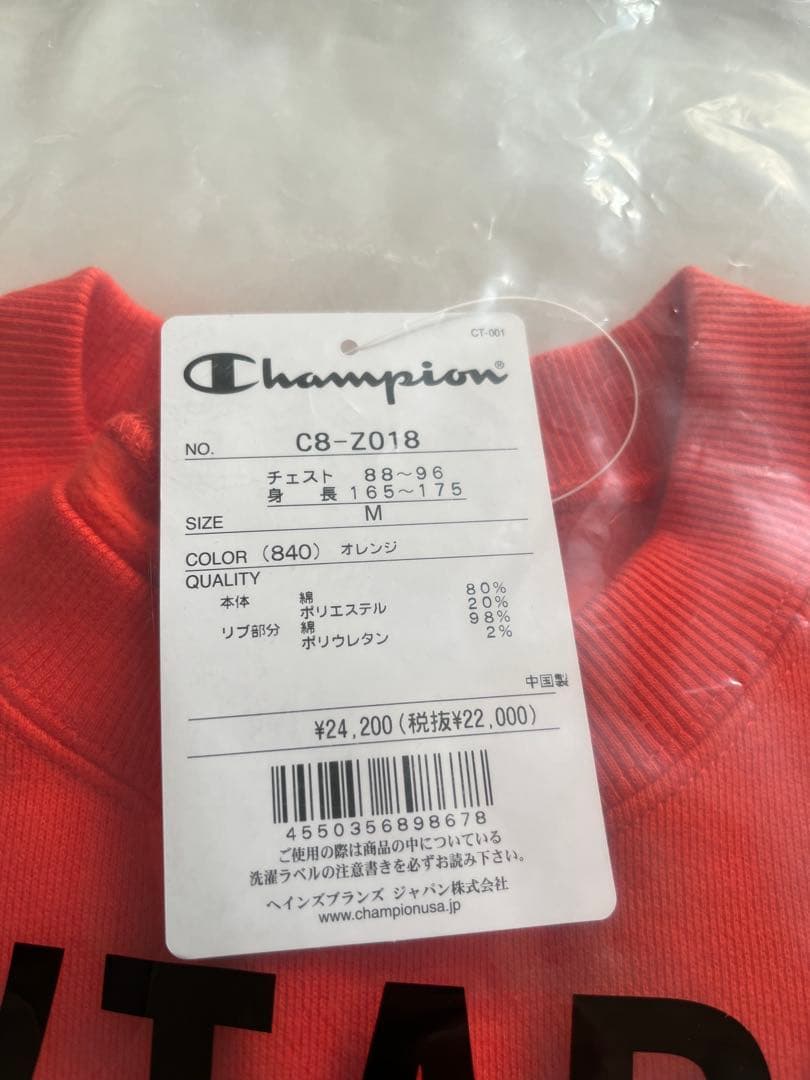 CT-001
Champion®
NO. C8-Z018
チェスト 88～96
身 長 165～175
SIZE M
COLOR (840) オレンジ
QUALITY
本体 綿 80%
ポリエステル 20%
リブ部分 綿 98%
ポリウレタン 2%
中国製
¥24,200(税抜¥22,000)
4550356898678
ご使用の際は商品の中についている
洗濯ラベルの注意書きを必ずお読み下さい。
ヘインズブランズ ジャパン株式会社
www.championusa.jp